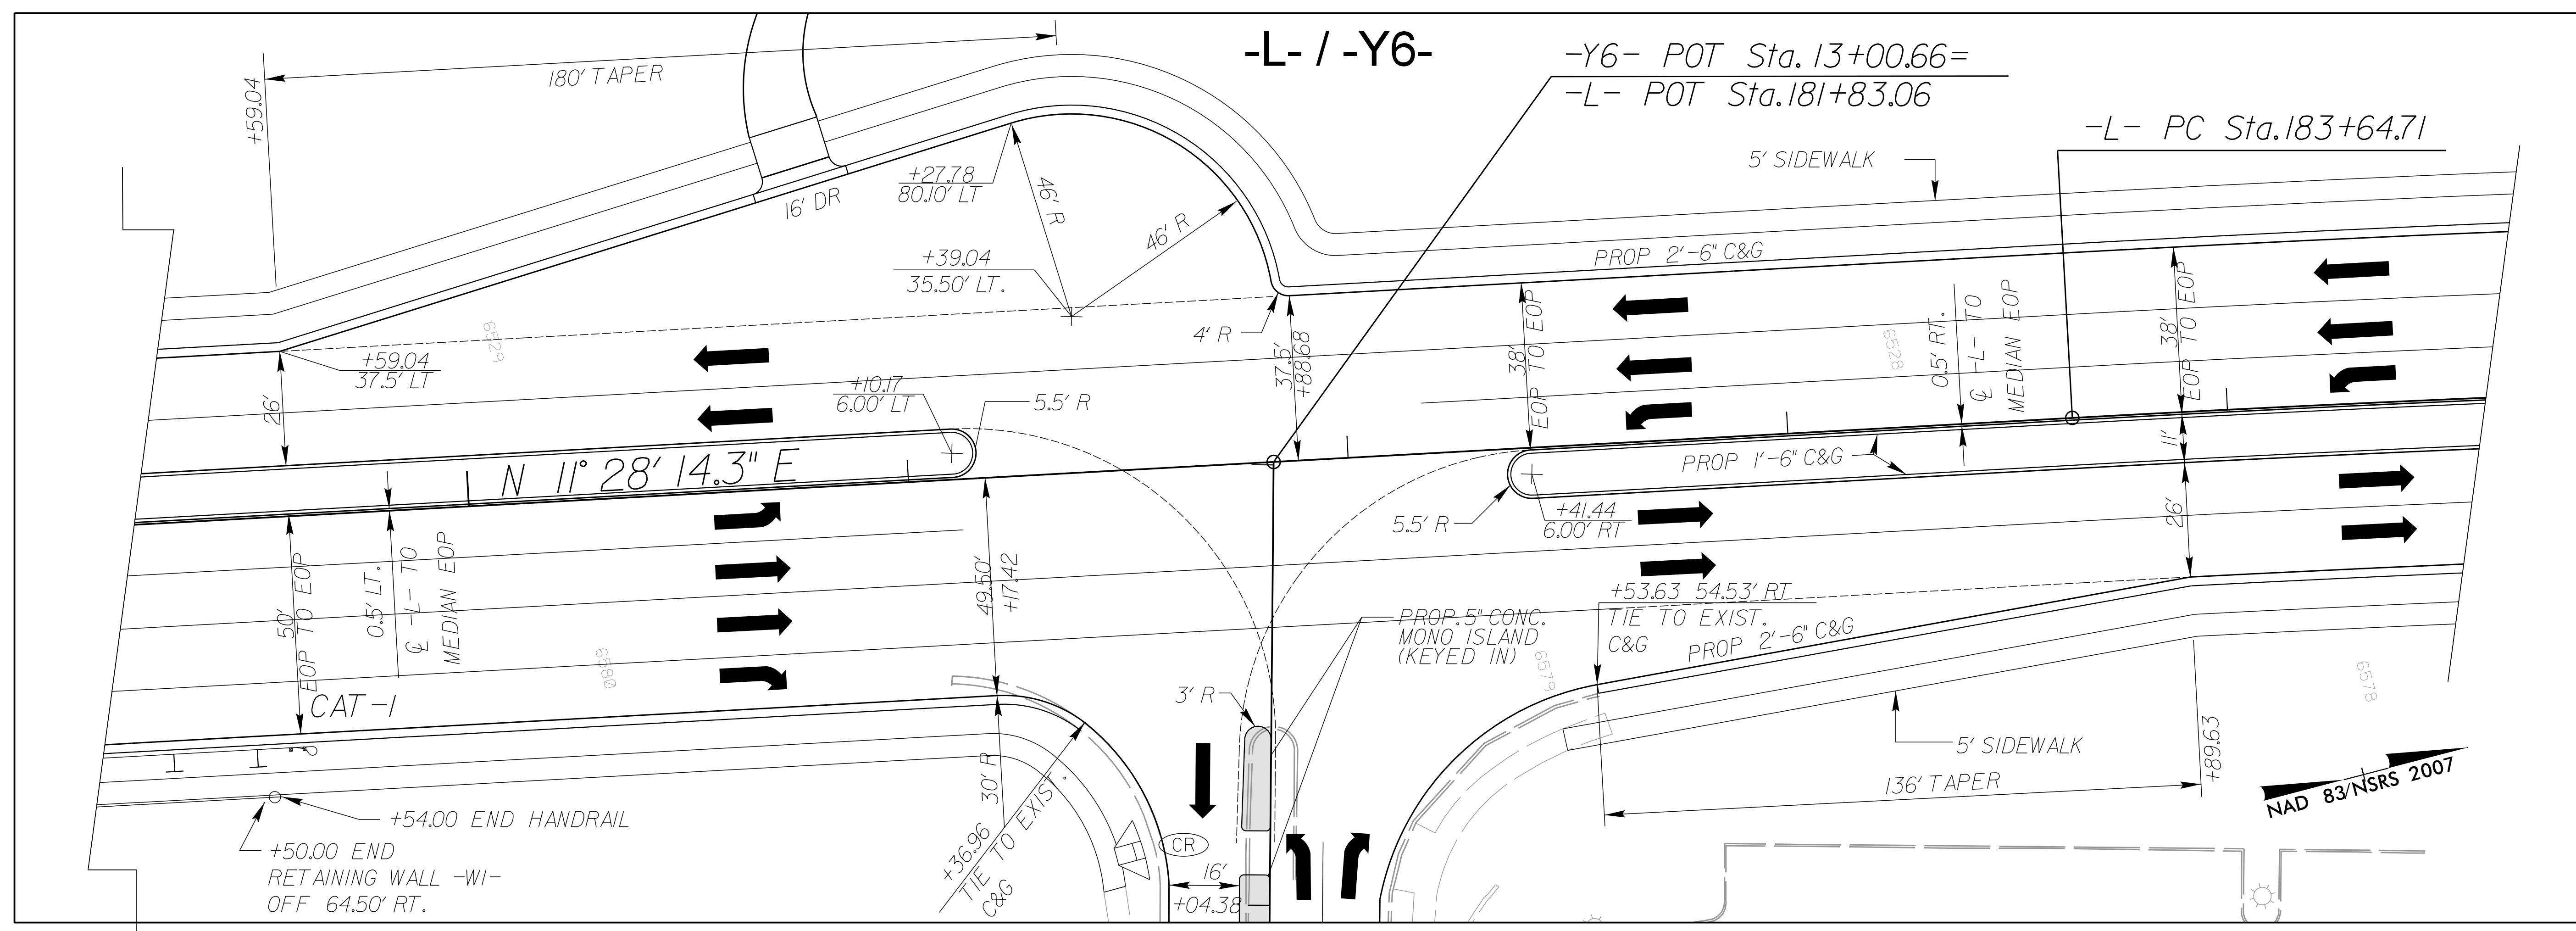 -L- / -Y6-
-Y6- POT Sta. 13+00.66=
-L- POT Sta.181+83.06
-L- PC Sta.183+64.71
180' TAPER
+59.04
5' SIDEWALK
+27.78
80.10' LT
46' R
46' R
16' DR
+39.04
35.50' LT.
PROP 2'-6" C&G
4' R
37.5'
+88.68
38'
EOP TO EOP
6528
0.5' RT.
℄ -L- TO
MEDIAN EOP
38'
EOP TO EOP
6529
+59.04
37.5' LT
26'
+10.17
6.00' LT
5.5' R
N 11° 28' 14.3" E
PROP 1'-6" C&G
11'
5.5' R
+41.44
6.00' RT
26'
50'
EOP TO EOP
0.5' LT.
℄ -L- TO
MEDIAN EOP
49.50'
+17.42
+53.63 54.53' RT
TIE TO EXIST.
C&G
PROP 2'-6" C&G
PROP. 5" CONC.
MONO ISLAND
(KEYED IN)
6580
6579
6578
CAT-1
3' R
5' SIDEWALK
+89.63
136' TAPER
NAD 83/NSRS 2007
30' R
+36.96
TIE TO EXIST.
C&G
+54.00 END HANDRAIL
+50.00 END
RETAINING WALL -W1-
OFF 64.50' RT.
CR
16'
+04.38